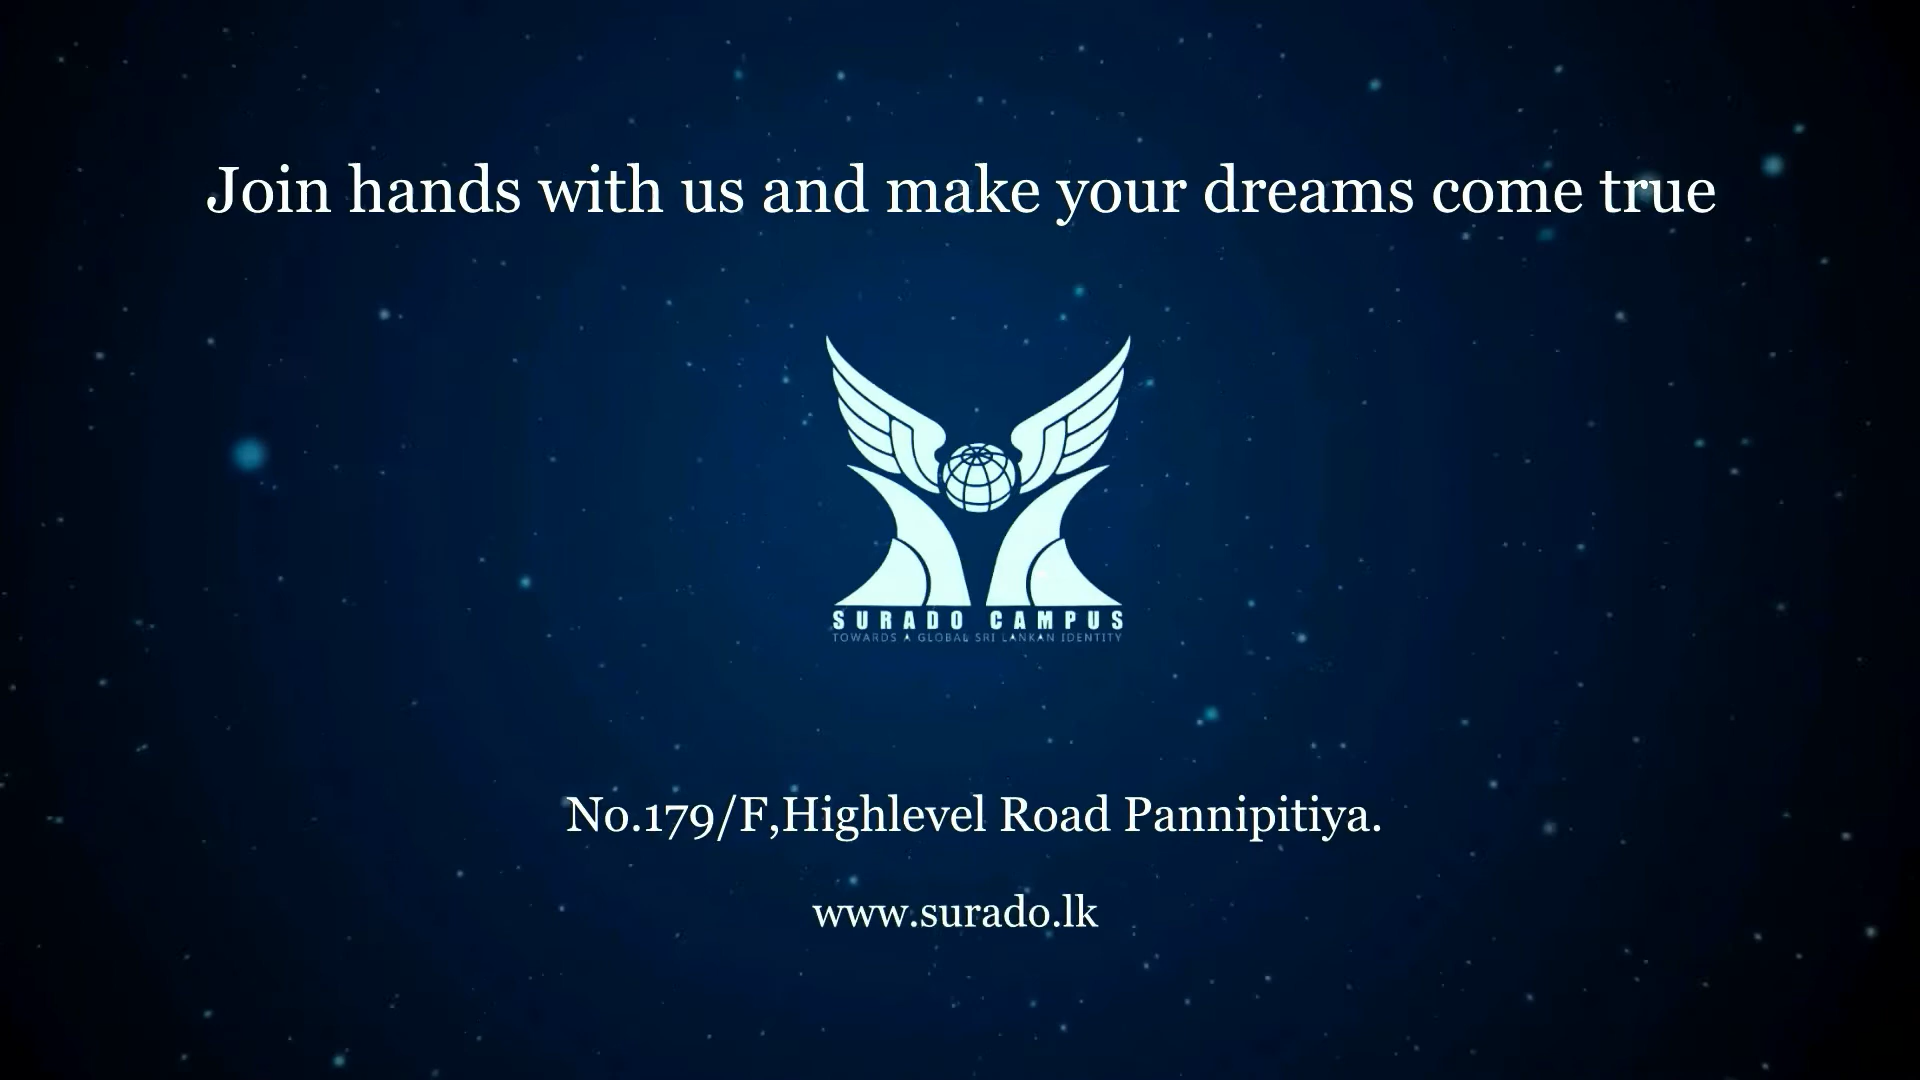 Join hands with us and make your dreams come true
SURADO CAMPUS
TOWARDS A GLOBAL SRI LANKAN IDENTITY
No.179/F,Highlevel Road Pannipitiya.
www.surado.lk